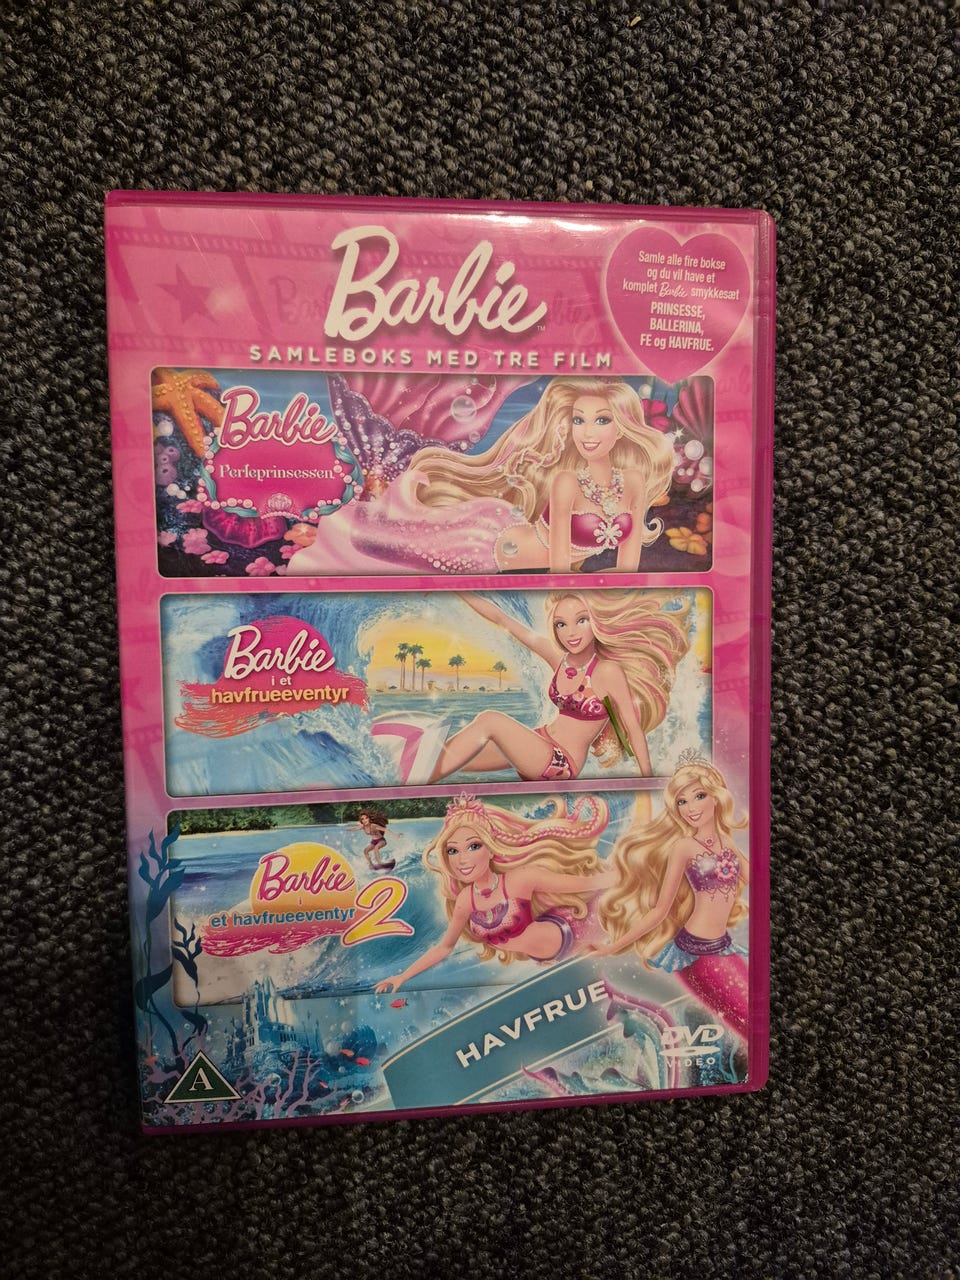 Barbie™
SAMLEBOKS MED TRE FILM
Samle alle fire bokse
og du vil have et
komplet Barbie smykkesæt
PRINSESSE,
BALLERINA,
FE og HAVFRUE.
Barbie
Perleprinsessen
Barbie
i et
havfrueeventyr
Barbie
i
et havfrueeventyr 2
HAVFRUE
A
DVD
VIDEO